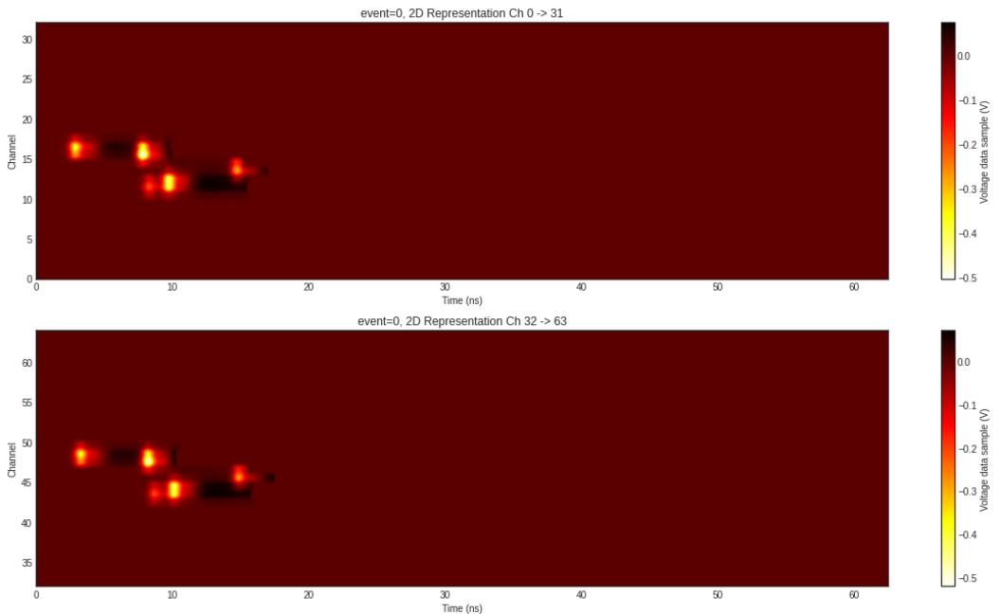 event=0, 2D Representation Ch 0 -> 31
30
25
20
15
10
5
0
Channel
0 10 20 30 40 50 60
Time (ns)
0.0
−0.1
−0.2
−0.3
−0.4
−0.5
Voltage data sample (V)
event=0, 2D Representation Ch 32 -> 63
60
55
50
45
40
35
Channel
0 10 20 30 40 50 60
Time (ns)
0.0
−0.1
−0.2
−0.3
−0.4
−0.5
Voltage data sample (V)